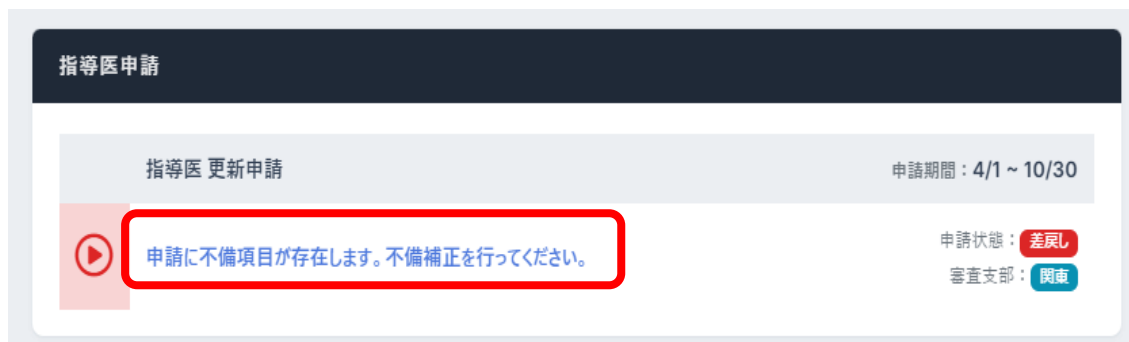 指導医申請
指導医 更新申請
申請期間：4/1 ~ 10/30
申請に不備項目が存在します。不備補正を行ってください。
申請状態：差戻し
審査支部：関東